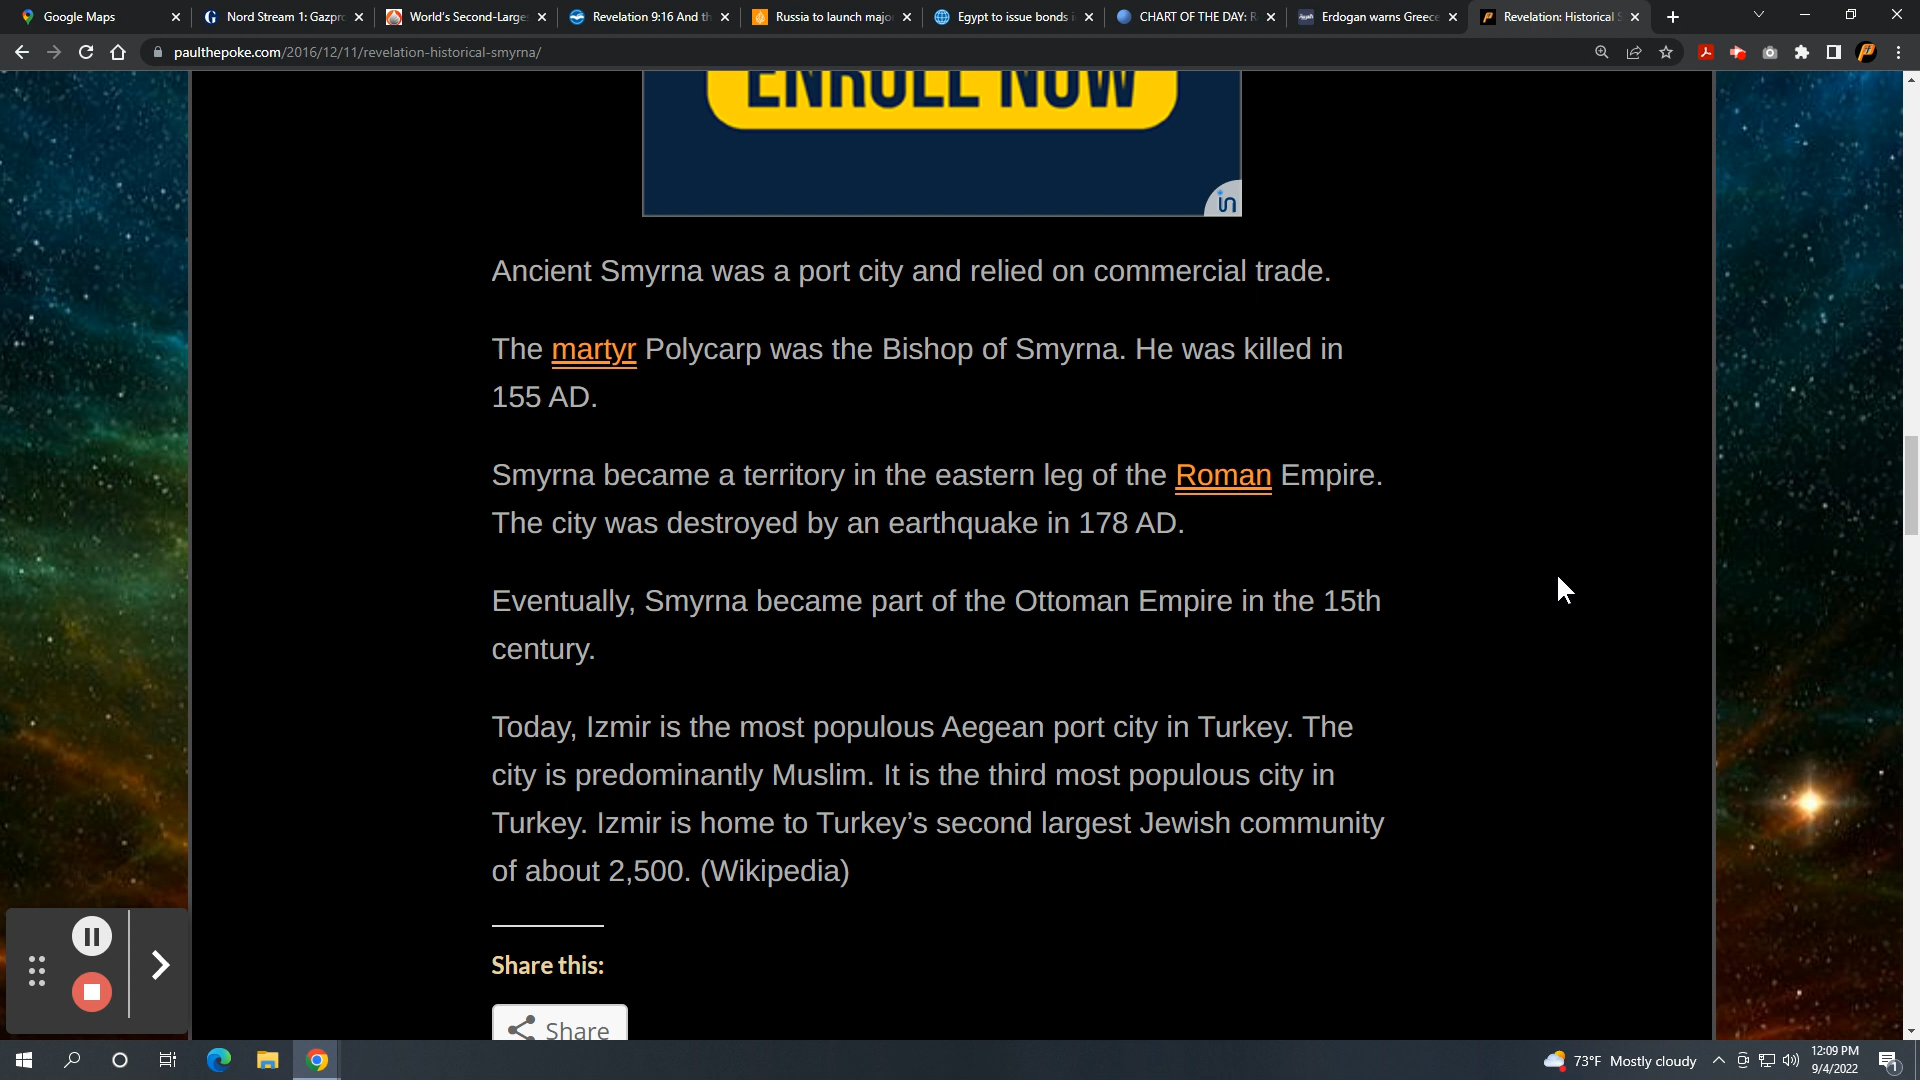 Google Maps
Nord Stream 1: Gazpr
World's Second-Large
Revelation 9:16 And th
Russia to launch majo
Egypt to issue bonds i
CHART OF THE DAY: R
Erdogan warns Greece
Revelation: Historical S
paulthepoke.com/2016/12/11/revelation-historical-smyrna/
ENROLL NOW
in
Ancient Smyrna was a port city and relied on commercial trade.
The martyr Polycarp was the Bishop of Smyrna. He was killed in
155 AD.
Smyrna became a territory in the eastern leg of the Roman Empire.
The city was destroyed by an earthquake in 178 AD.
Eventually, Smyrna became part of the Ottoman Empire in the 15th
century.
Today, Izmir is the most populous Aegean port city in Turkey. The
city is predominantly Muslim. It is the third most populous city in
Turkey. Izmir is home to Turkey’s second largest Jewish community
of about 2,500. (Wikipedia)
Share this:
Share
73°F Mostly cloudy
12:09 PM
9/4/2022
1